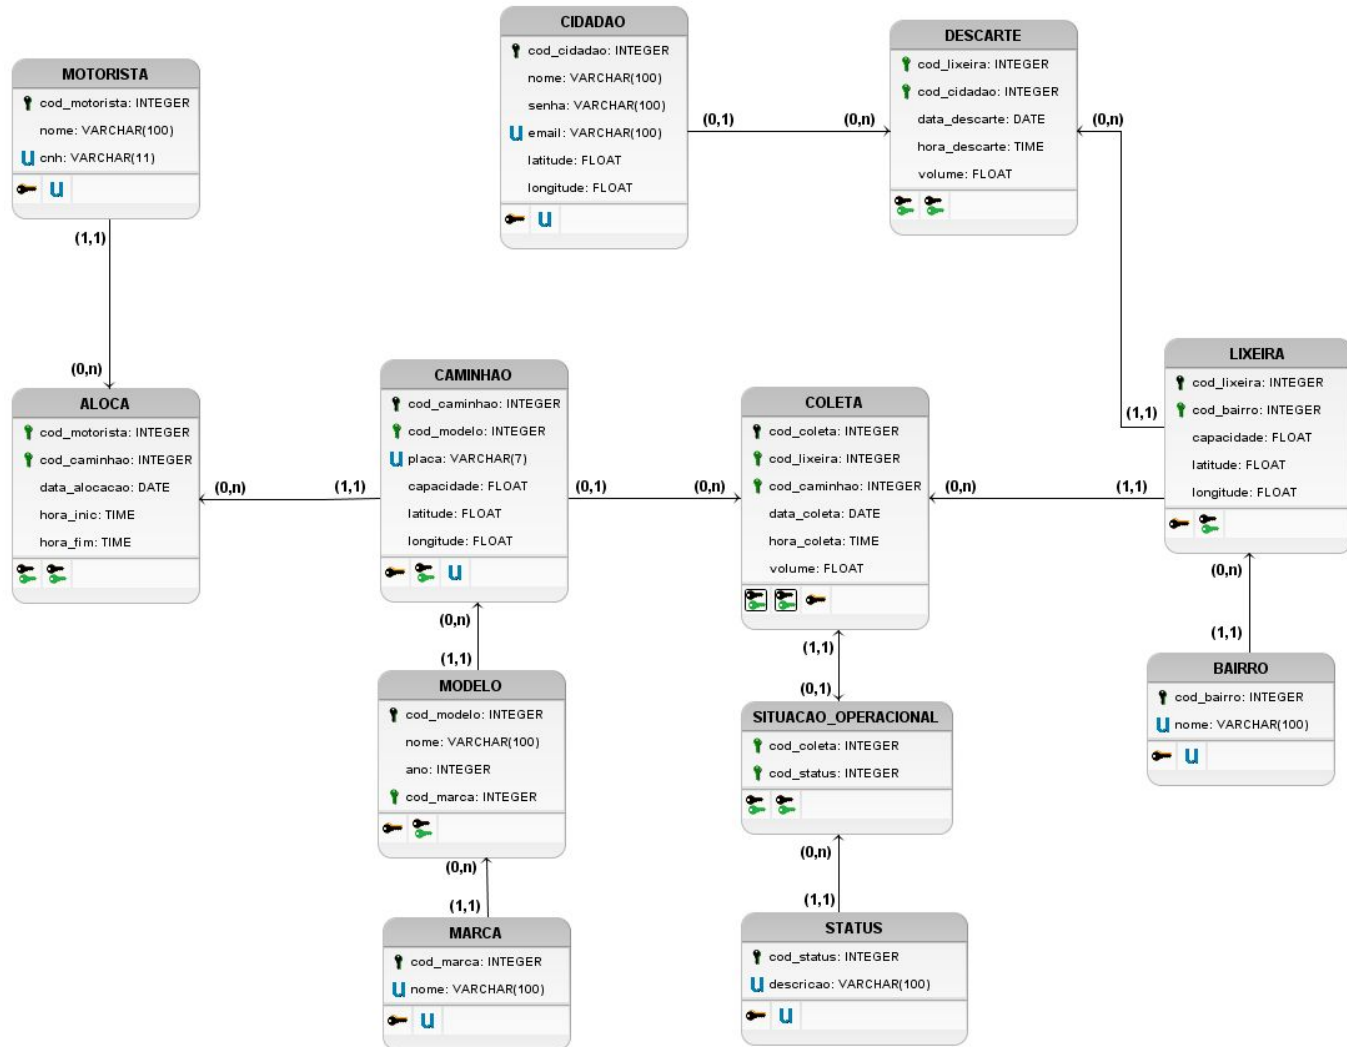 CIDADAO
cod_cidadao: INTEGER
nome: VARCHAR(100)
senha: VARCHAR(100)
U email: VARCHAR(100)
latitude: FLOAT
longitude: FLOAT
U
DESCARTE
cod_lixeira: INTEGER
cod_cidadao: INTEGER
data_descarte: DATE
hora_descarte: TIME
volume: FLOAT
MOTORISTA
cod_motorista: INTEGER
nome: VARCHAR(100)
U cnh: VARCHAR(11)
U
(0,1)
(0,n)
(0,n)
(1,1)
(0,n)
ALOCA
cod_motorista: INTEGER
cod_caminhao: INTEGER
data_alocacao: DATE
hora_inic: TIME
hora_fim: TIME
(0,n)
(1,1)
CAMINHAO
cod_caminhao: INTEGER
cod_modelo: INTEGER
U placa: VARCHAR(7)
capacidade: FLOAT
latitude: FLOAT
longitude: FLOAT
U
(0,1)
(0,n)
COLETA
cod_coleta: INTEGER
cod_lixeira: INTEGER
cod_caminhao: INTEGER
data_coleta: DATE
hora_coleta: TIME
volume: FLOAT
(0,n)
(1,1)
(1,1)
LIXEIRA
cod_lixeira: INTEGER
cod_bairro: INTEGER
capacidade: FLOAT
latitude: FLOAT
longitude: FLOAT
(0,n)
(1,1)
BAIRRO
cod_bairro: INTEGER
U nome: VARCHAR(100)
U
(0,n)
(1,1)
MODELO
cod_modelo: INTEGER
nome: VARCHAR(100)
ano: INTEGER
cod_marca: INTEGER
(0,n)
(1,1)
MARCA
cod_marca: INTEGER
U nome: VARCHAR(100)
U
(1,1)
(0,1)
SITUACAO_OPERACIONAL
cod_coleta: INTEGER
cod_status: INTEGER
(0,n)
(1,1)
STATUS
cod_status: INTEGER
U descricao: VARCHAR(100)
U